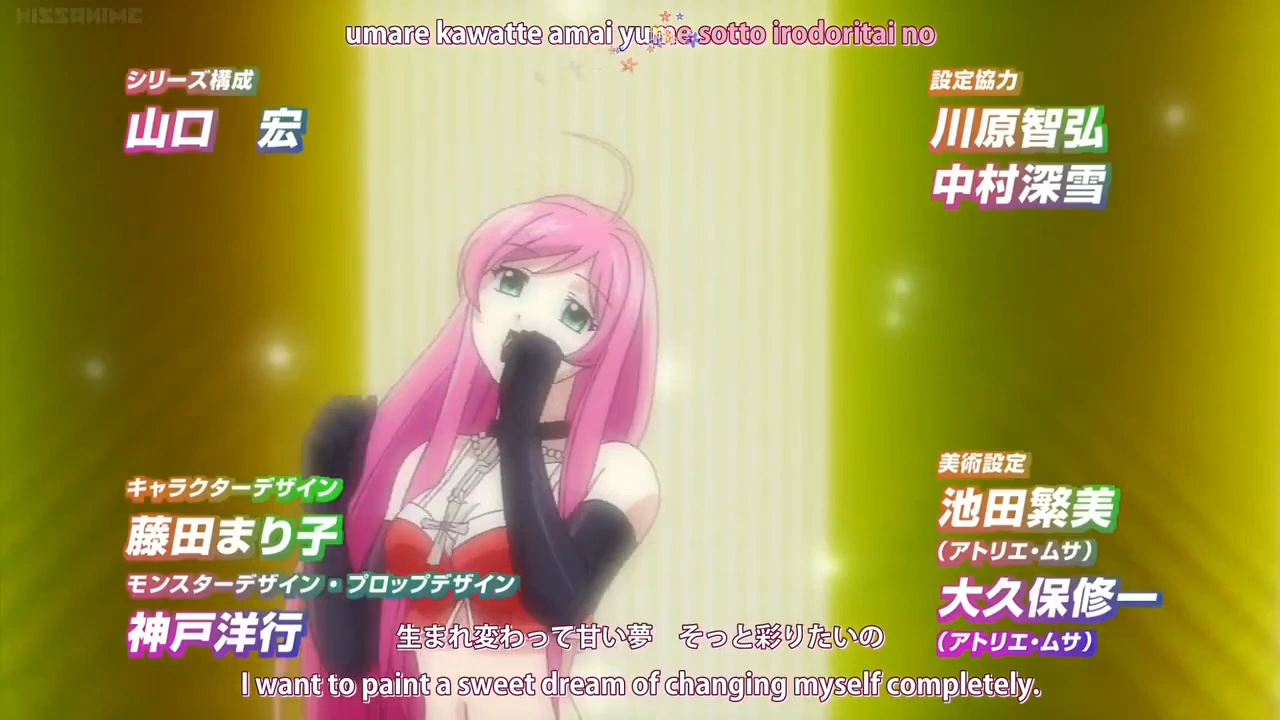 HISSAHIME
umare kawatte amai yume sotto irodoritai no
シリーズ構成
山口 宏
設定協力
川原智弘
中村深雪
キャラクターデザイン
藤田まり子
モンスターデザイン・プロップデザイン
神戸洋行
美術設定
池田繁美
(アトリエ・ムサ)
大久保修一
(アトリエ・ムサ)
生まれ変わって甘い夢 そっと彩りたいの
I want to paint a sweet dream of changing myself completely.